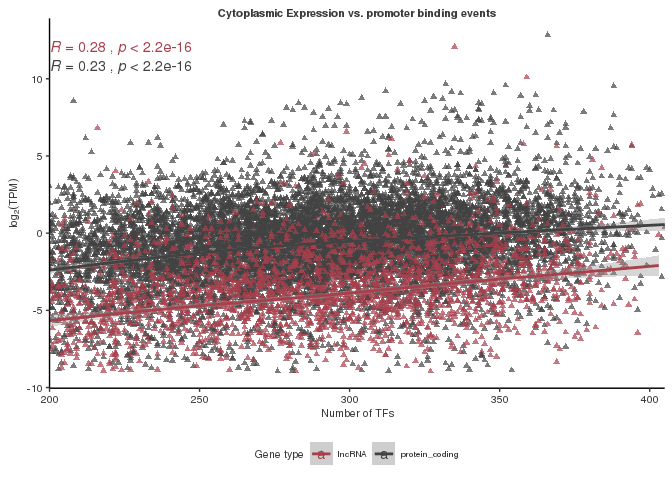 Cytoplasmic Expression vs. promoter binding events
R = 0.28 , p < 2.2e-16
R = 0.23 , p < 2.2e-16
10
5
0
-5
-10
log2(TPM)
200 250 300 350 400
Number of TFs
Gene type a lncRNA a protein_coding